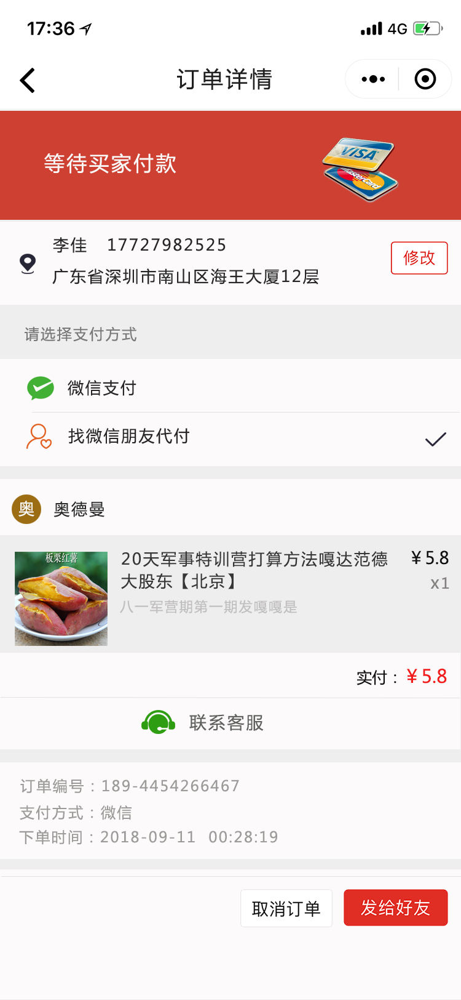 17:36
4G
订单详情
等待买家付款
VISA
MasterCard
李佳 17727982525
广东省深圳市南山区海王大厦12层
修改
请选择支付方式
微信支付
找微信朋友代付
奥 奥德曼
板栗红薯
20天军事特训营打算方法嘎达范德
大股东【北京】
¥5.8
x1
八一军营期第一期发嘎嘎是
实付：¥5.8
联系客服
订单编号：189-4454266467
支付方式：微信
下单时间：2018-09-11 00:28:19
取消订单
发给好友